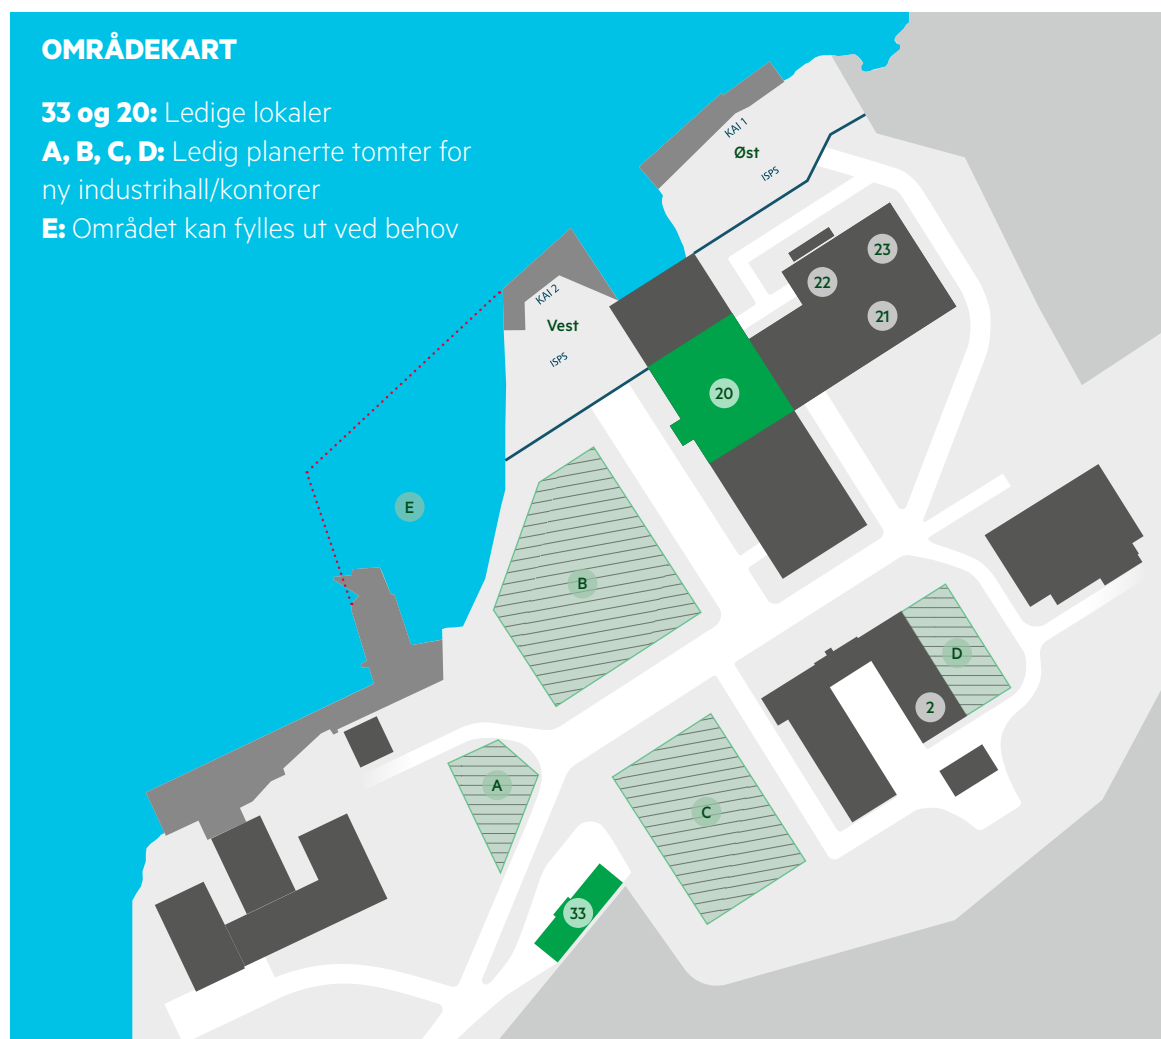 OMRÅDEKART
33 og 20: Ledige lokaler
A, B, C, D: Ledig planerte tomter for
ny industrihall/kontorer
E: Området kan fylles ut ved behov
KAI 1
Øst
ISPS
23
22
21
KAI 2
Vest
ISPS
20
E
B
D
2
A
C
33